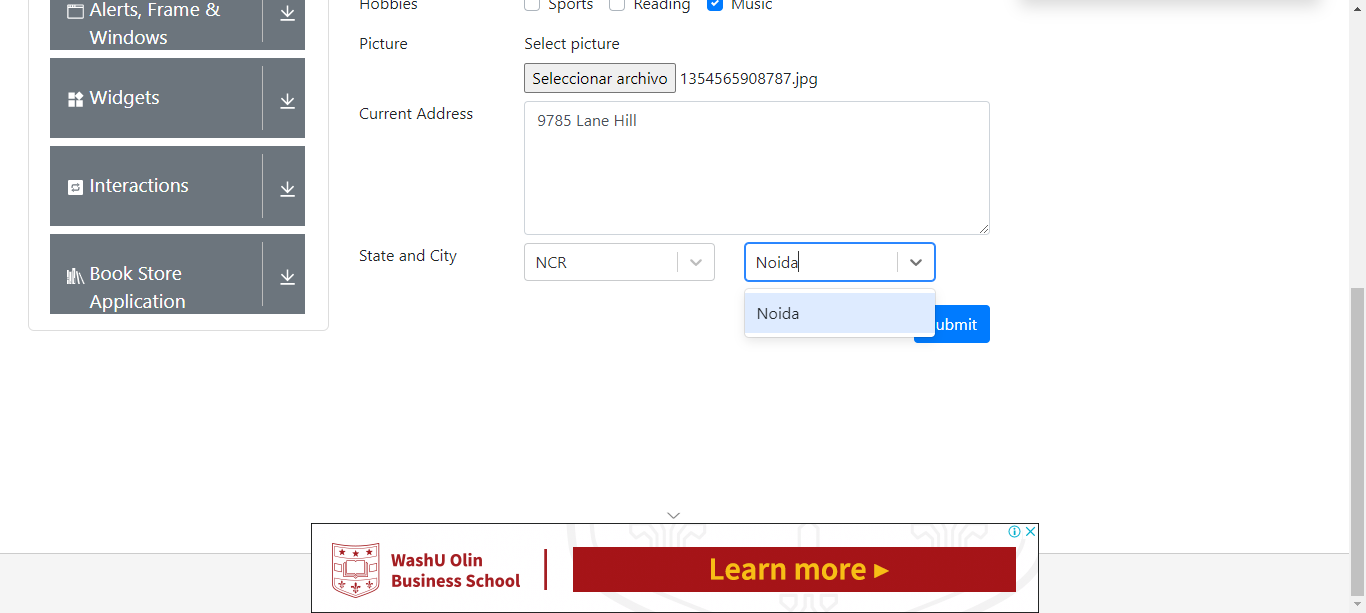 Alerts, Frame &
Windows
Widgets
Interactions
Book Store
Application
Hobbies
Sports
Reading
Music
Picture
Select picture
Seleccionar archivo 1354565908787.jpg
Current Address
9785 Lane Hill
State and City
NCR
Noida
Noida
ubmit
WashU Olin
Business School
Learn more ►